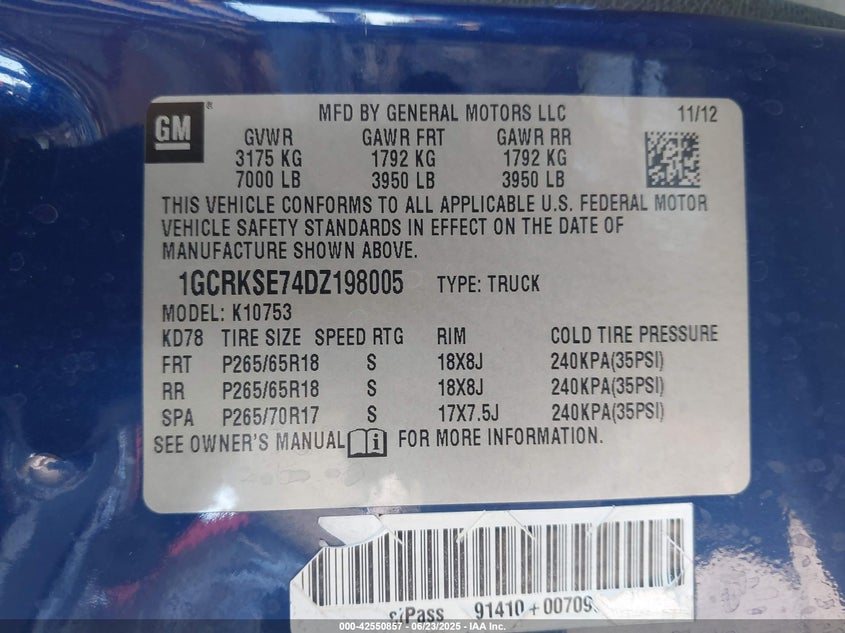 GM ® MFD BY GENERAL MOTORS LLC 11/12
GVWR GAWR FRT GAWR RR
3175 KG 1792 KG 1792 KG
7000 LB 3950 LB 3950 LB
THIS VEHICLE CONFORMS TO ALL APPLICABLE U.S. FEDERAL MOTOR
VEHICLE SAFETY STANDARDS IN EFFECT ON THE DATE OF
MANUFACTURE SHOWN ABOVE.
1GCRKSE74DZ198005 TYPE: TRUCK
MODEL: K10753
KD78 TIRE SIZE SPEED RTG RIM COLD TIRE PRESSURE
FRT P265/65R18 S 18X8J 240KPA(35PSI)
RR P265/65R18 S 18X8J 240KPA(35PSI)
SPA P265/70R17 S 17X7.5J 240KPA(35PSI)
SEE OWNER'S MANUAL FOR MORE INFORMATION.
Pass 91410+00709
000 -42550857 - 06/23/2025 - IAA Inc.